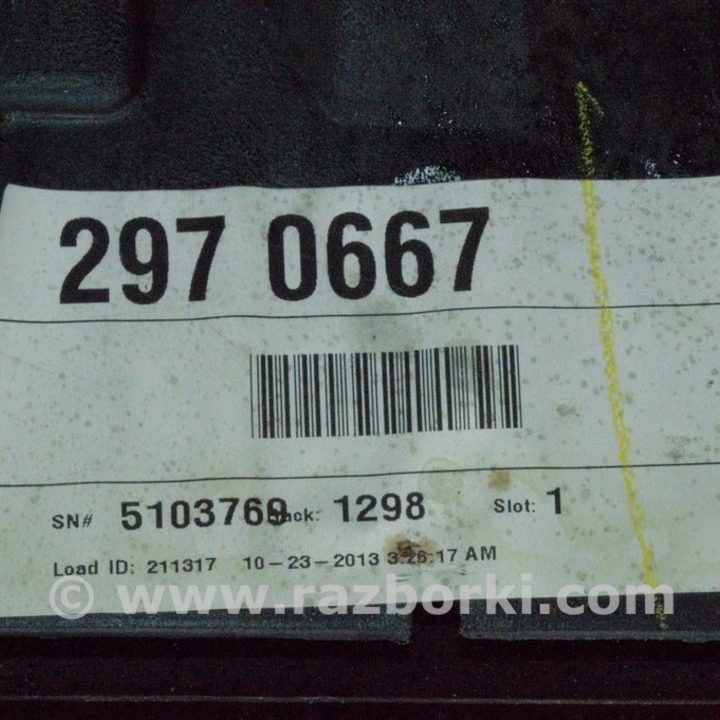 297 0667
SN# 5103769 Rack: 1298 Slot: 1
Load ID: 211317 10-23-2013 3:26:17 AM
© www.razborki.com